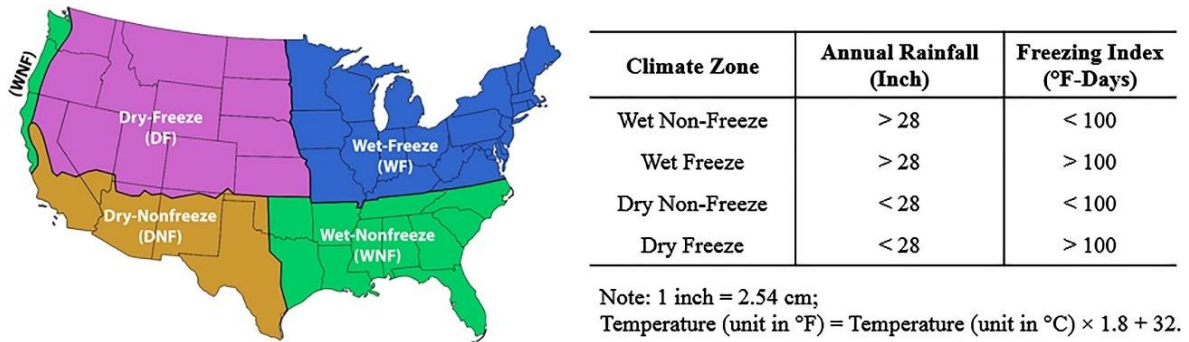 (WNF)
Dry-Freeze
(DF)
Wet-Freeze
(WF)
Dry-Nonfreeze
(DNF)
Wet-Nonfreeze
(WNF)
Climate Zone Annual Rainfall (Inch) Freezing Index (°F-Days)
Wet Non-Freeze > 28 < 100
Wet Freeze > 28 > 100
Dry Non-Freeze < 28 < 100
Dry Freeze < 28 > 100
Note: 1 inch = 2.54 cm;
Temperature (unit in °F) = Temperature (unit in °C) × 1.8 + 32.